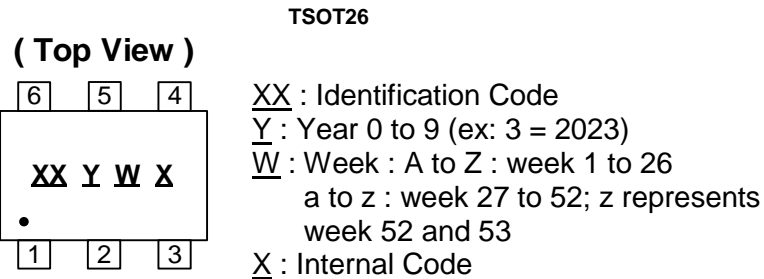 TSOT26
( Top View )
6 5 4
XX Y W X
1 2 3
XX : Identification Code
Y : Year 0 to 9 (ex: 3 = 2023)
W : Week : A to Z : week 1 to 26
a to z : week 27 to 52; z represents
week 52 and 53
X : Internal Code